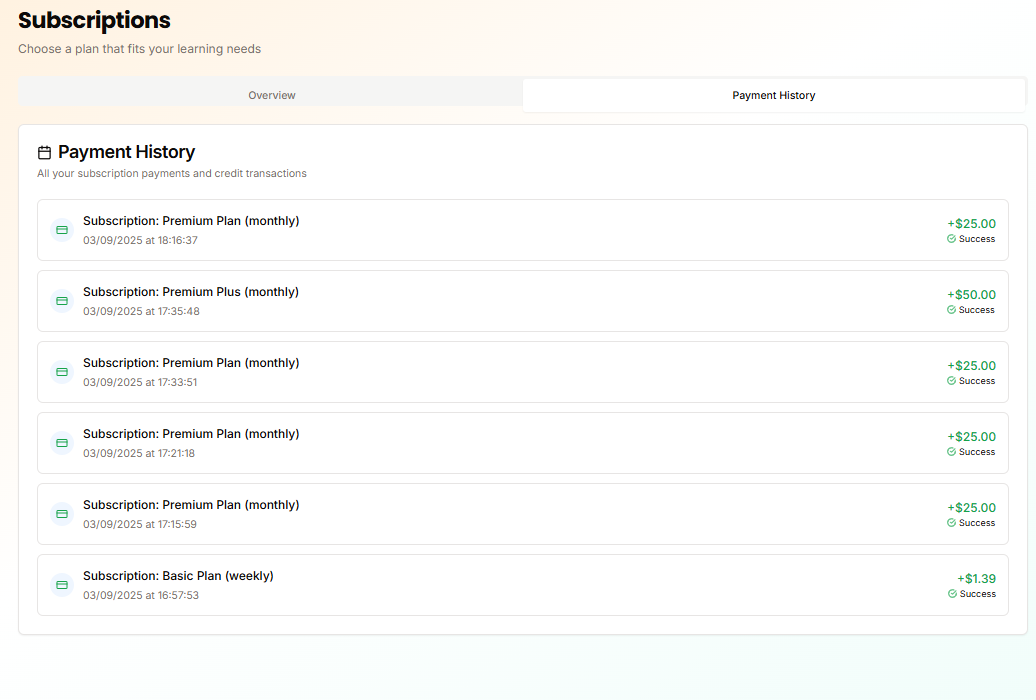 Subscriptions
Choose a plan that fits your learning needs
Overview
Payment History
Payment History
All your subscription payments and credit transactions
Subscription: Premium Plan (monthly)
+$25.00
03/09/2025 at 18:16:37
Success
Subscription: Premium Plus (monthly)
+$50.00
03/09/2025 at 17:35:48
Success
Subscription: Premium Plan (monthly)
+$25.00
03/09/2025 at 17:33:51
Success
Subscription: Premium Plan (monthly)
+$25.00
03/09/2025 at 17:21:18
Success
Subscription: Premium Plan (monthly)
+$25.00
03/09/2025 at 17:15:59
Success
Subscription: Basic Plan (weekly)
+$1.39
03/09/2025 at 16:57:53
Success